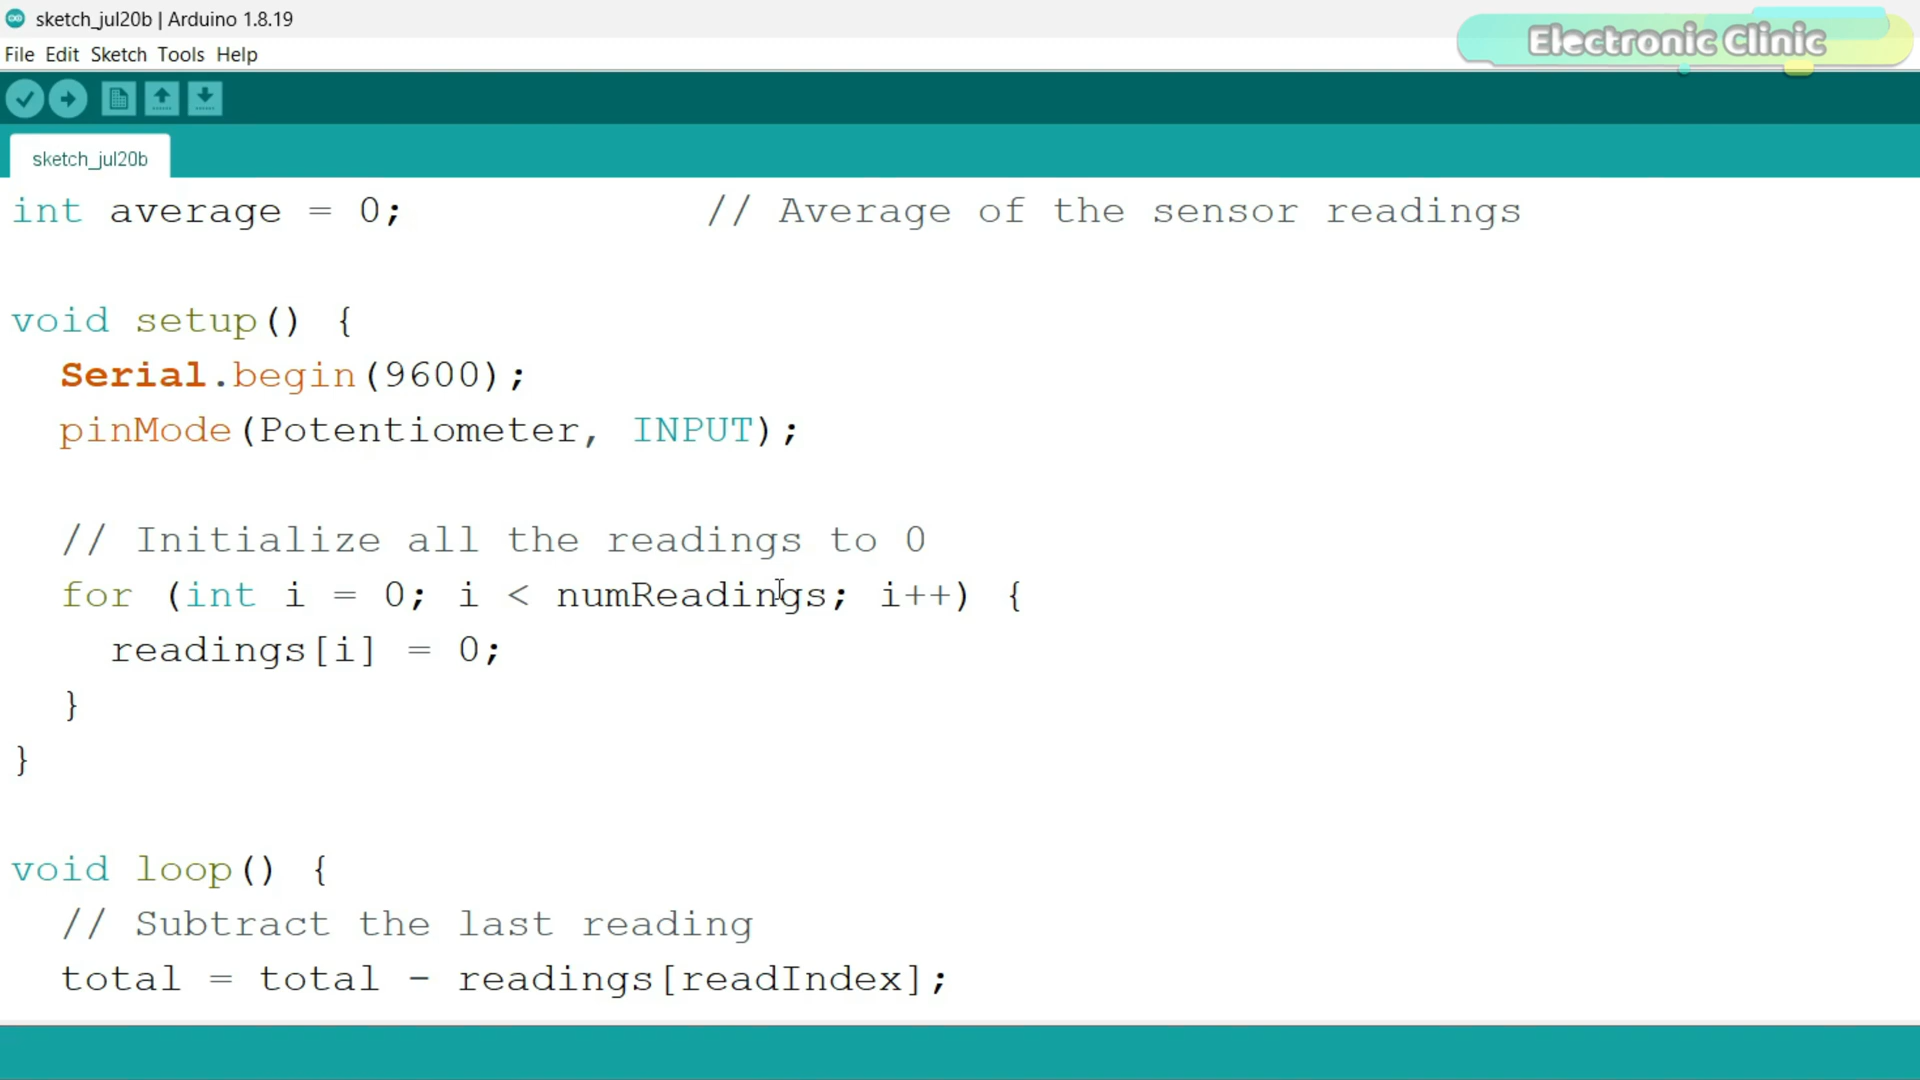 sketch_jul20b | Arduino 1.8.19
Electronic Clinic
File Edit Sketch Tools Help
sketch_jul20b
int average = 0; // Average of the sensor readings
void setup() {
Serial.begin(9600);
pinMode(Potentiometer, INPUT);
// Initialize all the readings to 0
for (int i = 0; i < numReadings; i++) {
readings[i] = 0;
}
}
void loop() {
// Subtract the last reading
total = total - readings[readIndex];